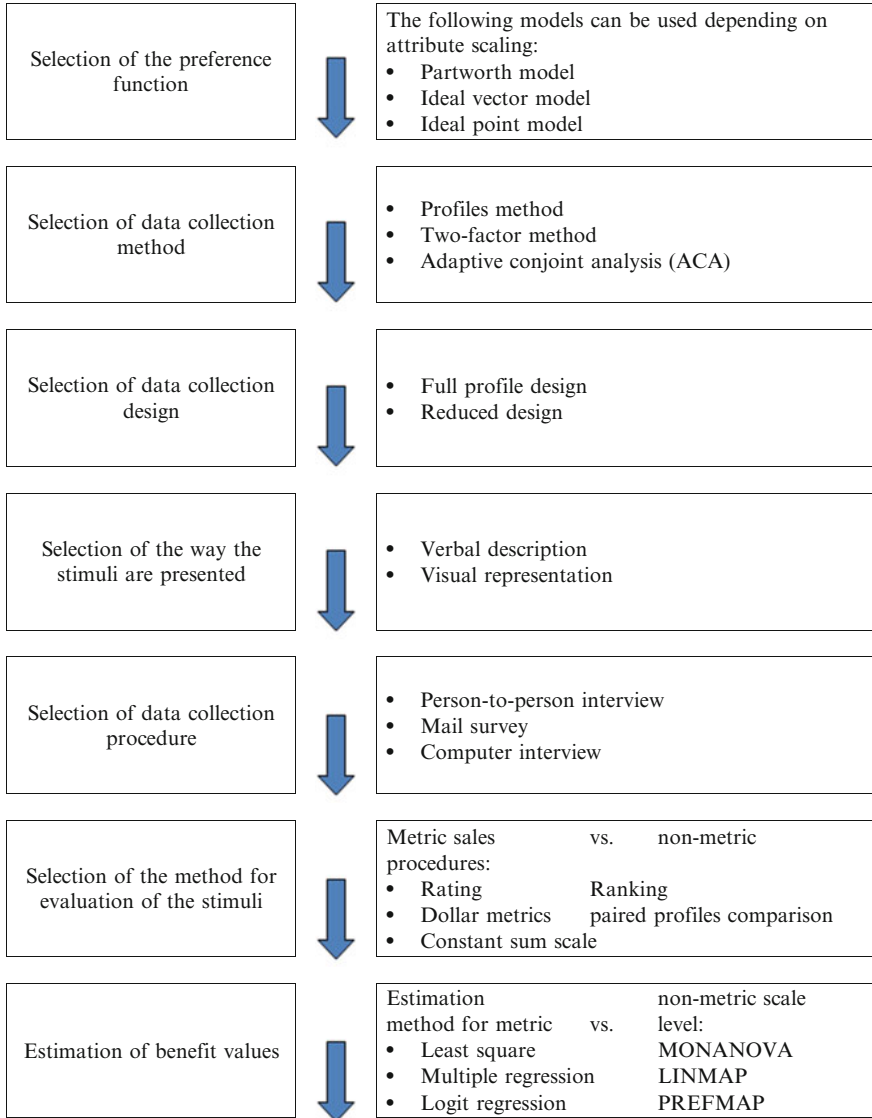 Selection of the preference
function
The following models can be used depending on
attribute scaling:
• Partworth model
• Ideal vector model
• Ideal point model
Selection of data collection
method
• Profiles method
• Two-factor method
• Adaptive conjoint analysis (ACA)
Selection of data collection
design
• Full profile design
• Reduced design
Selection of the way the
stimuli are presented
• Verbal description
• Visual representation
Selection of data collection
procedure
• Person-to-person interview
• Mail survey
• Computer interview
Selection of the method for
evaluation of the stimuli
Metric sales vs. non-metric
procedures:
• Rating Ranking
• Dollar metrics paired profiles comparison
• Constant sum scale
Estimation of benefit values
Estimation non-metric scale
method for metric vs. level:
• Least square MONANOVA
• Multiple regression LINMAP
• Logit regression PREFMAP